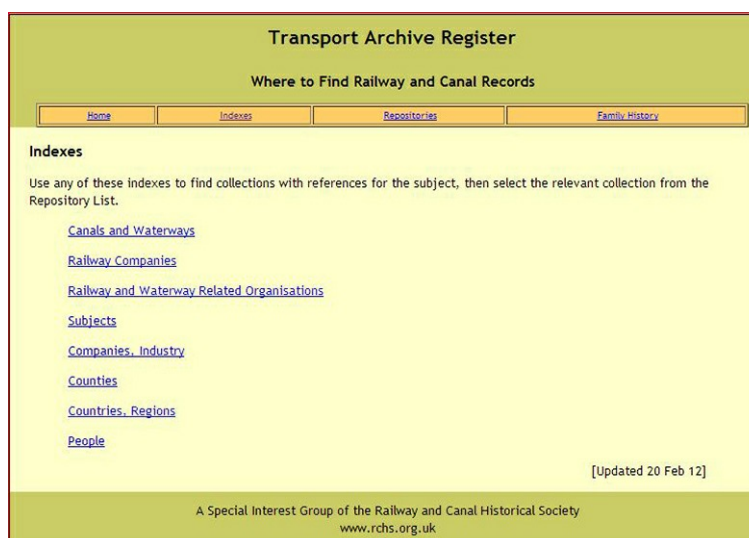 Transport Archive Register
Where to Find Railway and Canal Records
Home Indexes Repositories Family History
Indexes
Use any of these indexes to find collections with references for the subject, then select the relevant collection from the
Repository List.
Canals and Waterways
Railway Companies
Railway and Waterway Related Organisations
Subjects
Companies, Industry
Counties
Countries, Regions
People
[Updated 20 Feb 12]
A Special Interest Group of the Railway and Canal Historical Society
www.rchs.org.uk